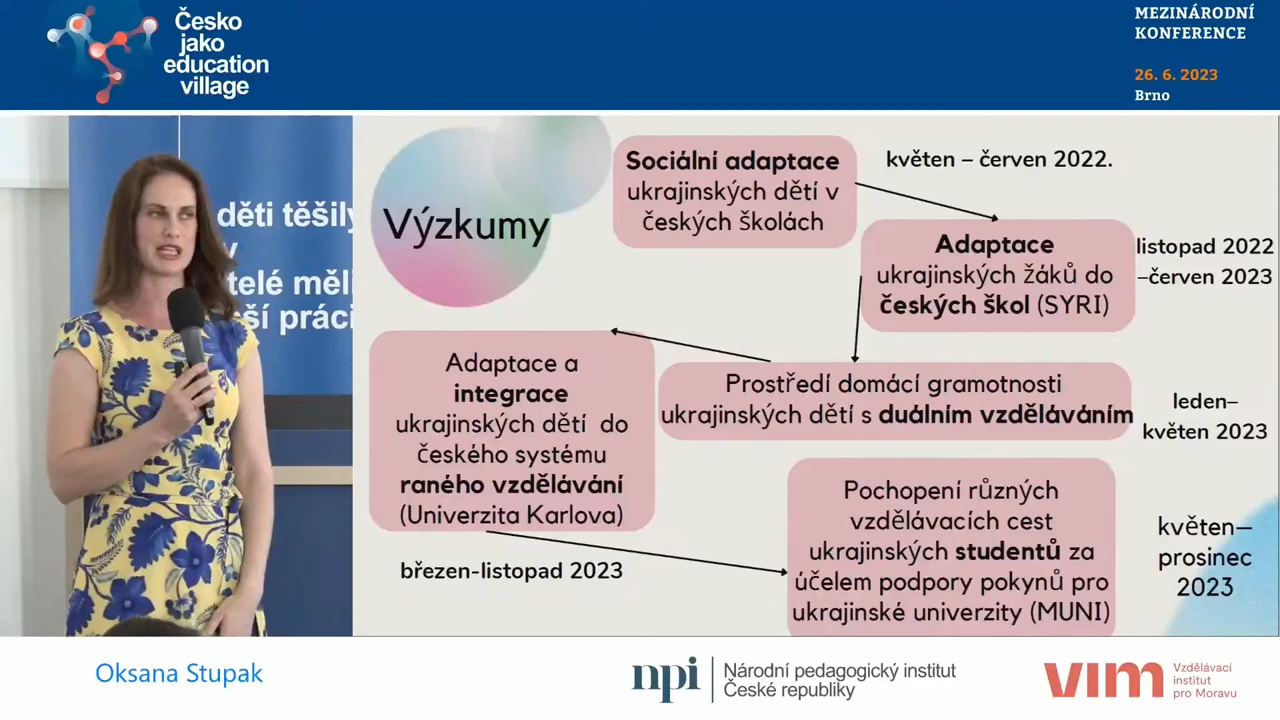 Česko
jako
education
village
MEZINÁRODNÍ
KONFERENCE
26. 6. 2023
Brno
děti těšily
v
telé měli
ší práci
Výzkumy
Sociální adaptace
ukrajinských dětí v
českých školách
květen – červen 2022.
Adaptace
ukrajinských žáků do
českých škol (SYRI)
listopad 2022
–červen 2023
Prostředí domácí gramotnosti
ukrajinských dětí s duálním vzděláváním
leden–
květen 2023
Adaptace a
integrace
ukrajinských dětí do
českého systému
raného vzdělávání
(Univerzita Karlova)
březen-listopad 2023
Pochopení různých
vzdělávacích cest
ukrajinských studentů za
účelem podpory pokynů pro
ukrajinské univerzity (MUNI)
květen–
prosinec
2023
Oksana Stupak
npi
Národní pedagogický institut
České republiky
vim
Vzdělávací
institut
pro Moravu